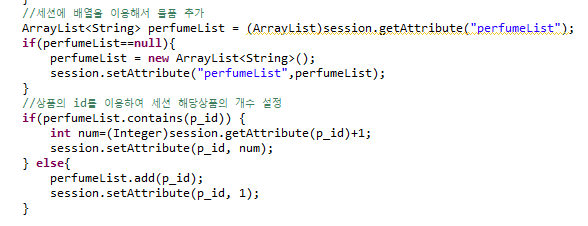 //세션에 배열을 이용해서 물품 추가
ArrayList<String> perfumeList = (ArrayList)session.getAttribute("perfumeList");
if(perfumeList==null){
    perfumeList = new ArrayList<String>();
    session.setAttribute("perfumeList",perfumeList);
}
//상품의 id를 이용하여 세션 해당상품의 개수 설정
if(perfumeList.contains(p_id)) {
    int num=(Integer)session.getAttribute(p_id)+1;
    session.setAttribute(p_id, num);
} else{
    perfumeList.add(p_id);
    session.setAttribute(p_id, 1);
}